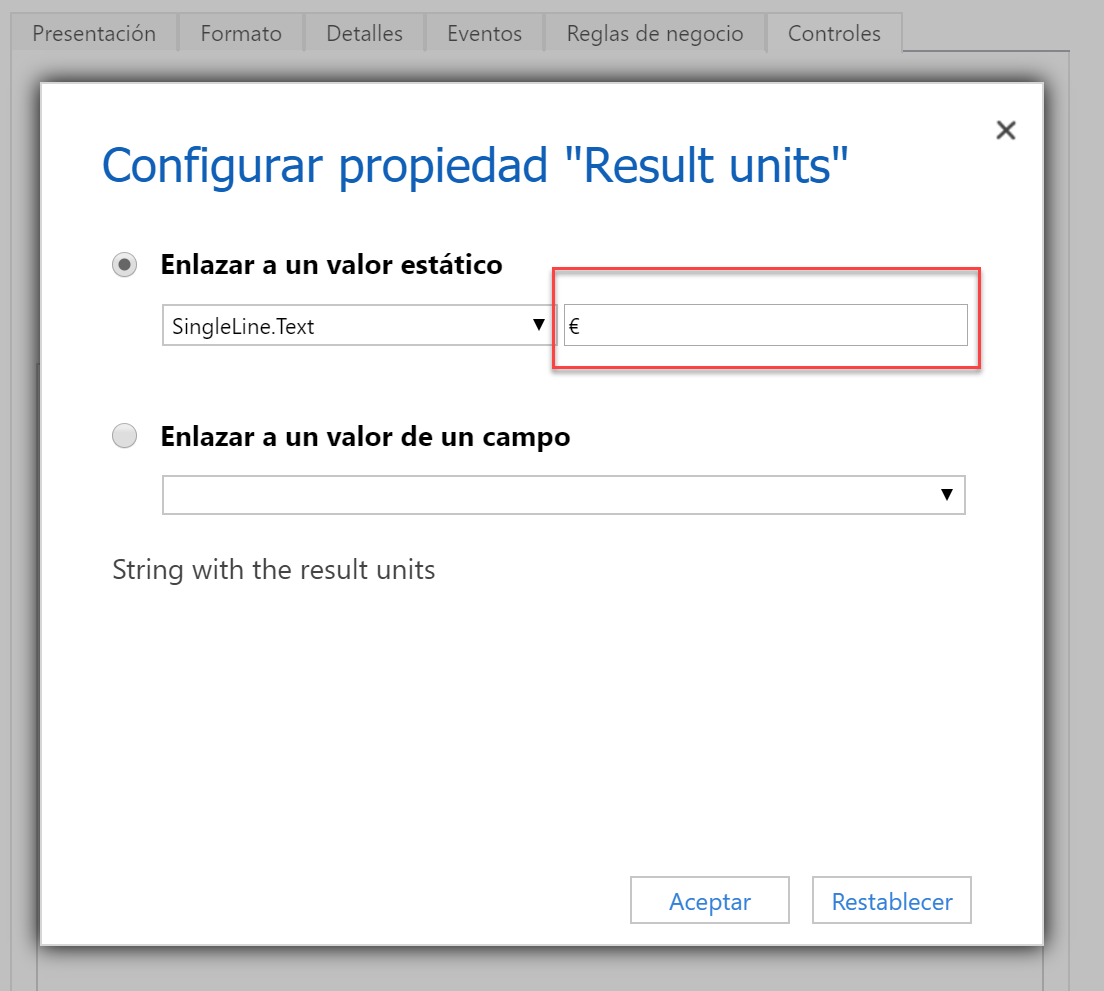 Presentación Formato Detalles Eventos Reglas de negocio Controles
Configurar propiedad "Result units"
Enlazar a un valor estático
SingleLine.Text €
Enlazar a un valor de un campo
String with the result units
Aceptar Restablecer